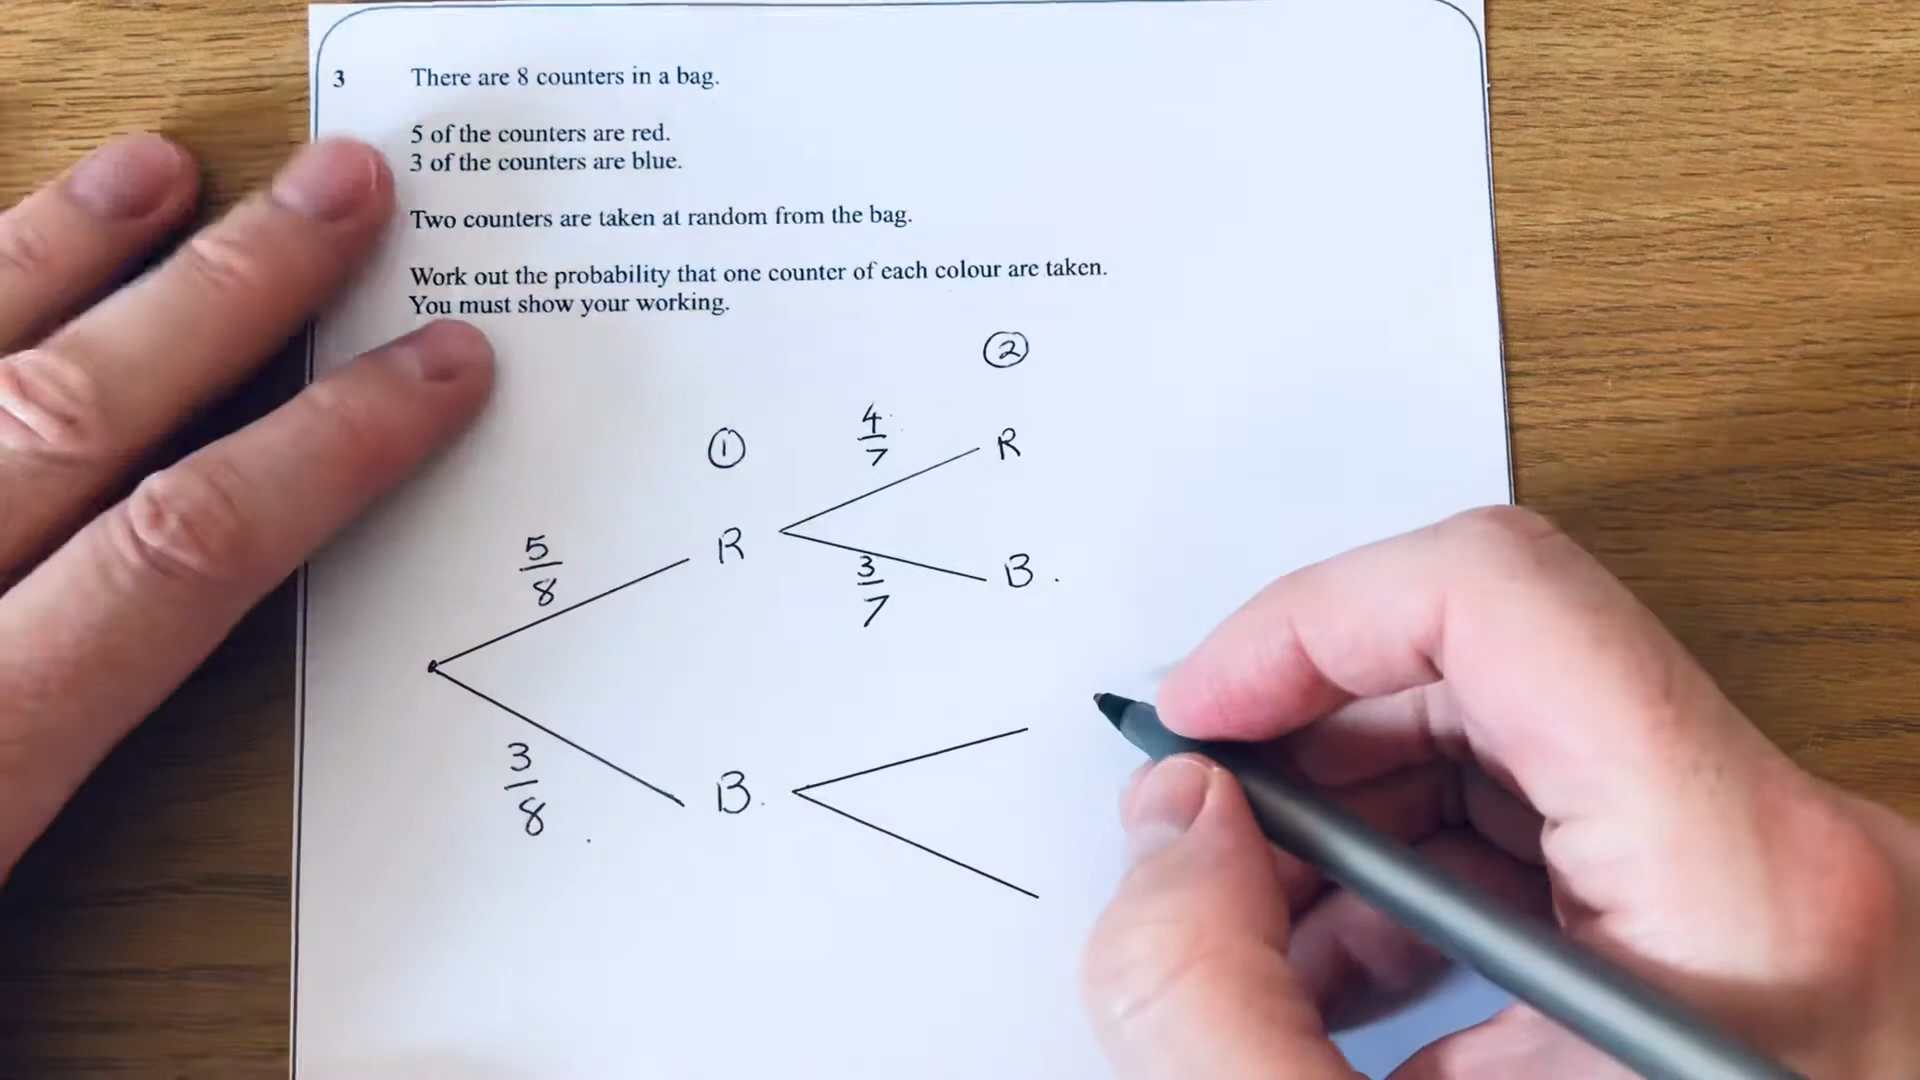 3 There are 8 counters in a bag.
5 of the counters are red.
3 of the counters are blue.
Two counters are taken at random from the bag.
Work out the probability that one counter of each colour are taken.
You must show your working.
②
4/7
R
①
5/8
R
3/7
B.
3/8
B.